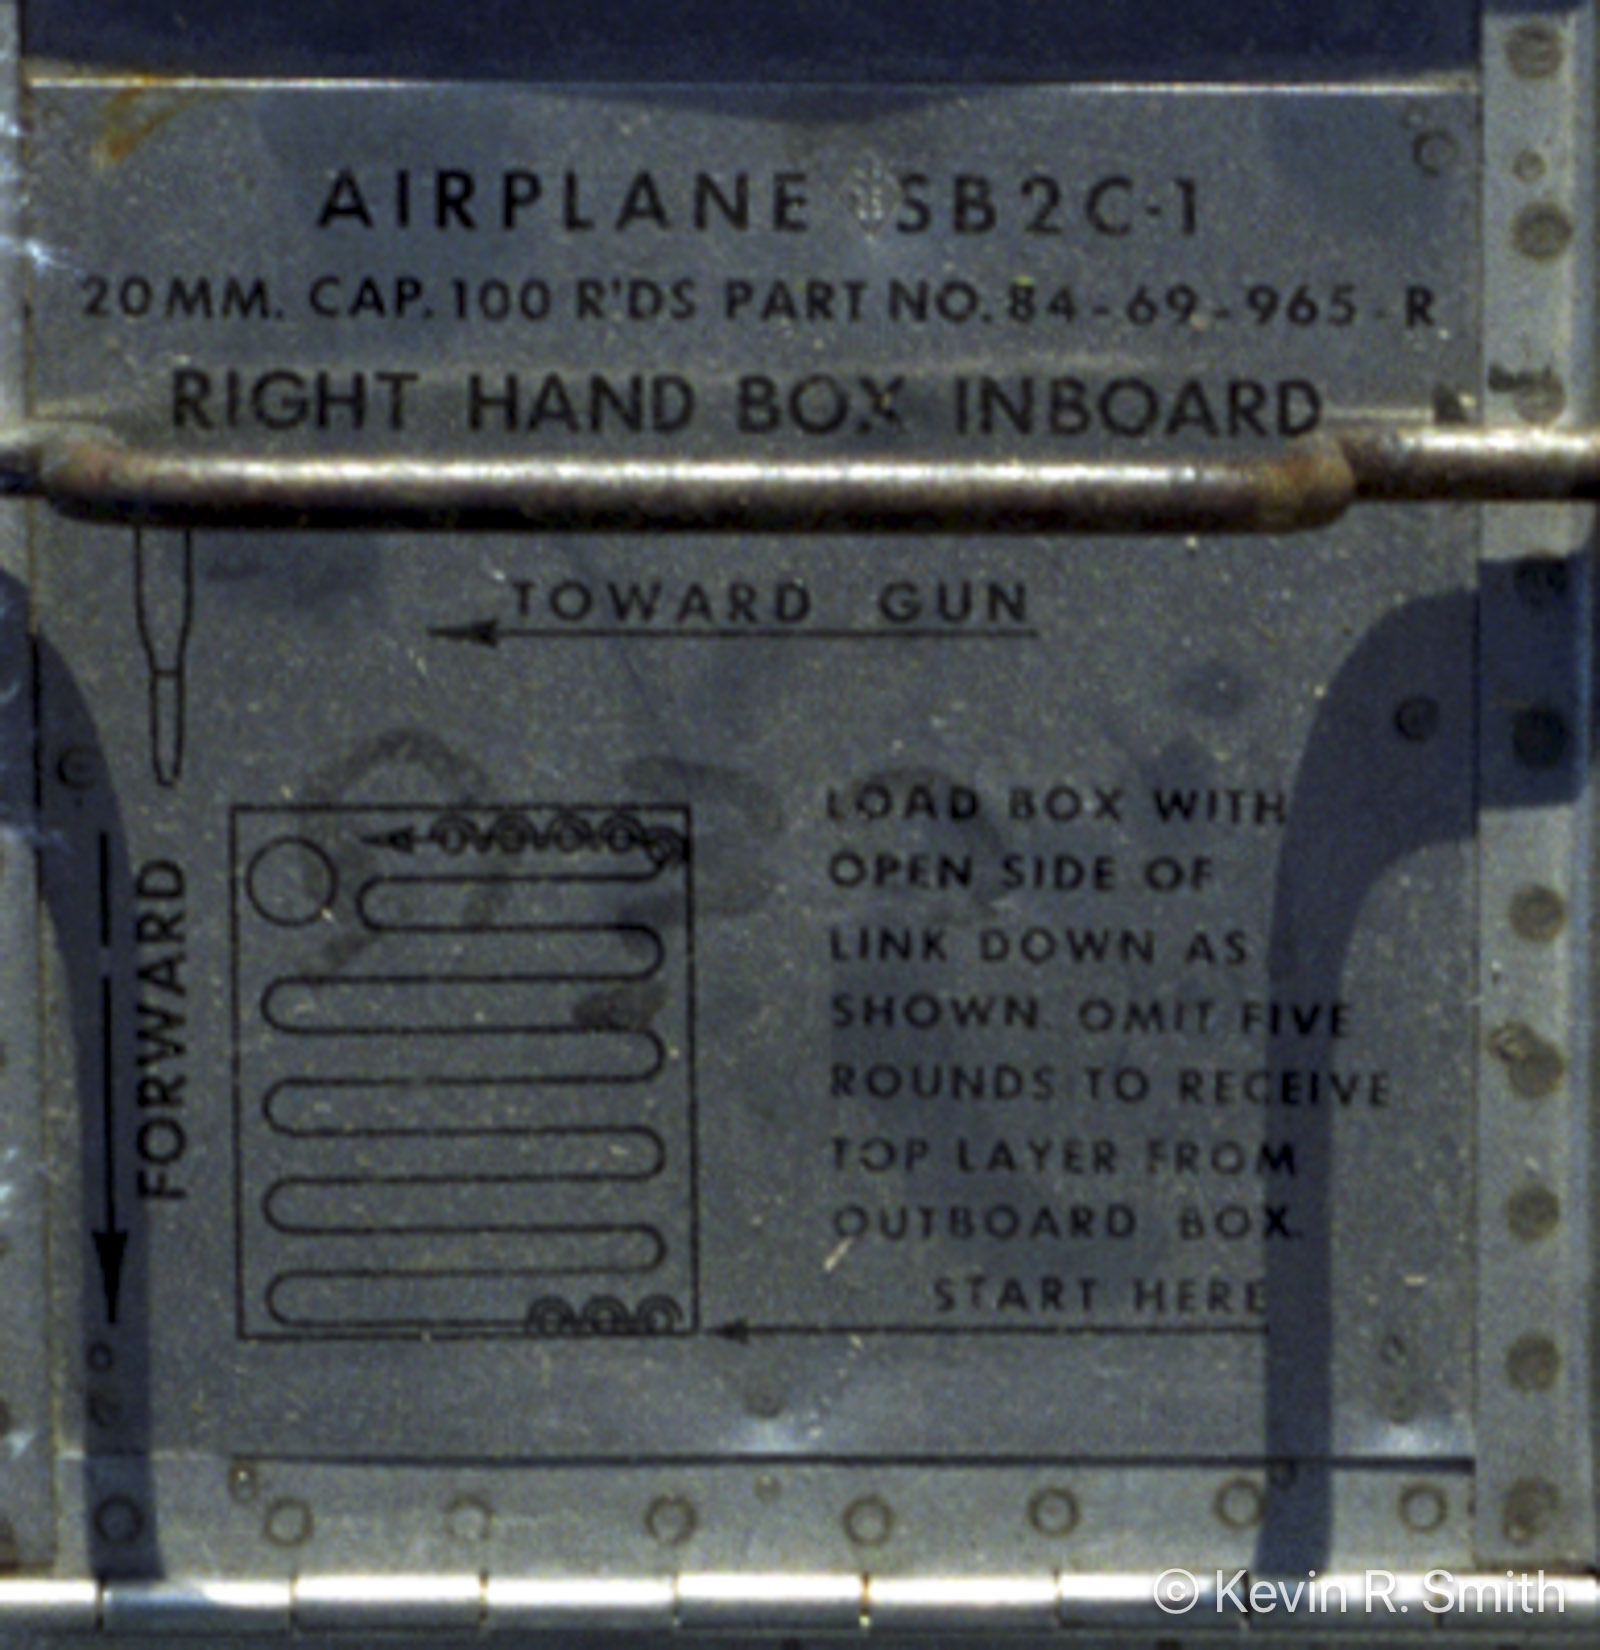 AIRPLANE SB2C-1
20MM. CAP. 100 R'DS PART NO. 84-69-965-R
RIGHT HAND BOX INBOARD
TOWARD GUN
FORWARD
LOAD BOX WITH
OPEN SIDE OF
LINK DOWN AS
SHOWN. OMIT FIVE
ROUNDS TO RECEIVE
TOP LAYER FROM
OUTBOARD BOX.
START HERE
© Kevin R. Smith